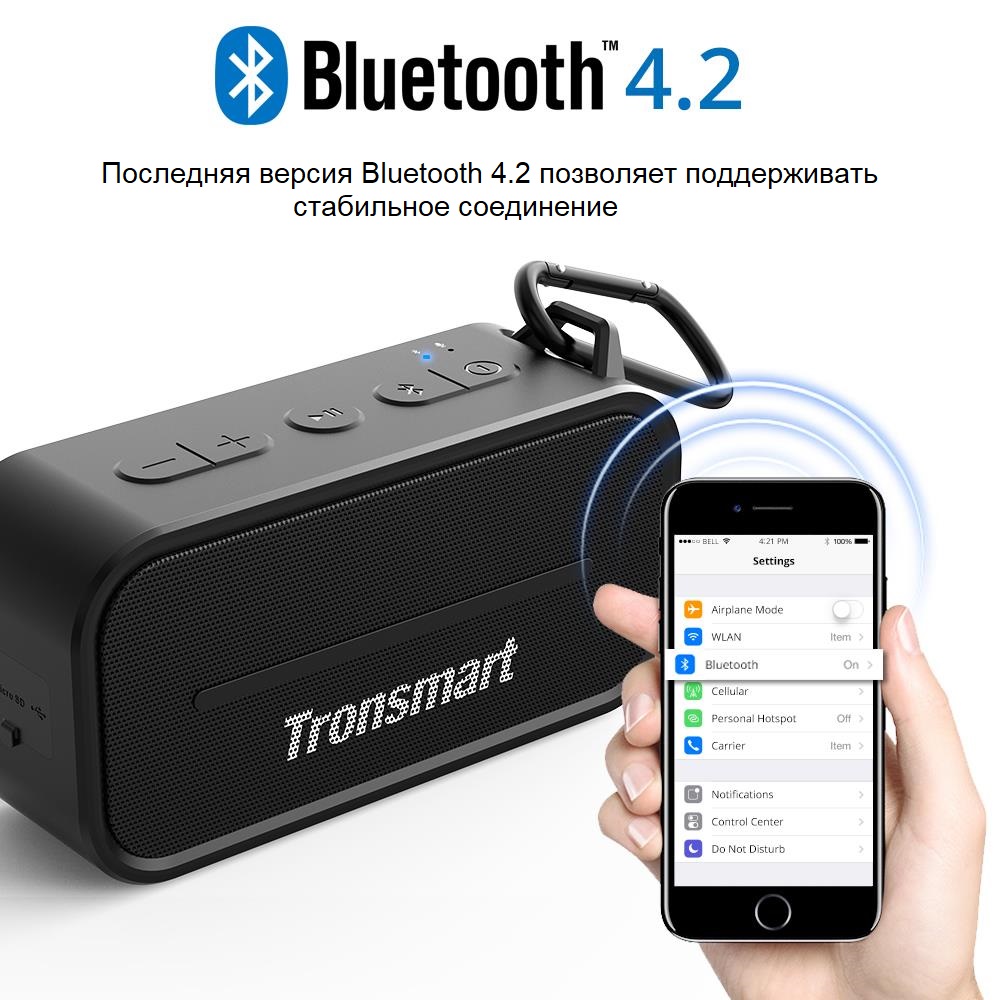 Bluetooth™ 4.2
Последняя версия Bluetooth 4.2 позволяет поддерживать
стабильное соединение
Tronsmart
BELL
4:21 PM
100%
Settings
Airplane Mode
WLAN Item
Bluetooth On
Cellular
Personal Hotspot Off
Carrier Item
Notifications
Control Center
Do Not Disturb